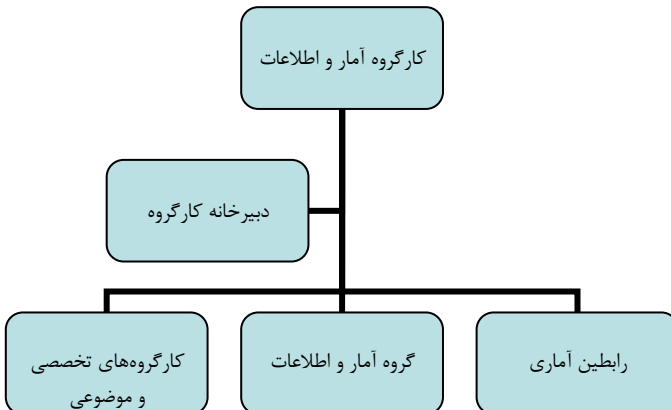 کارگروه آمار و اطلاعات
دبیرخانه کارگروه
رابطین آماری
گروه آمار و اطلاعات
کارگروه‌های تخصصی
و موضوعی